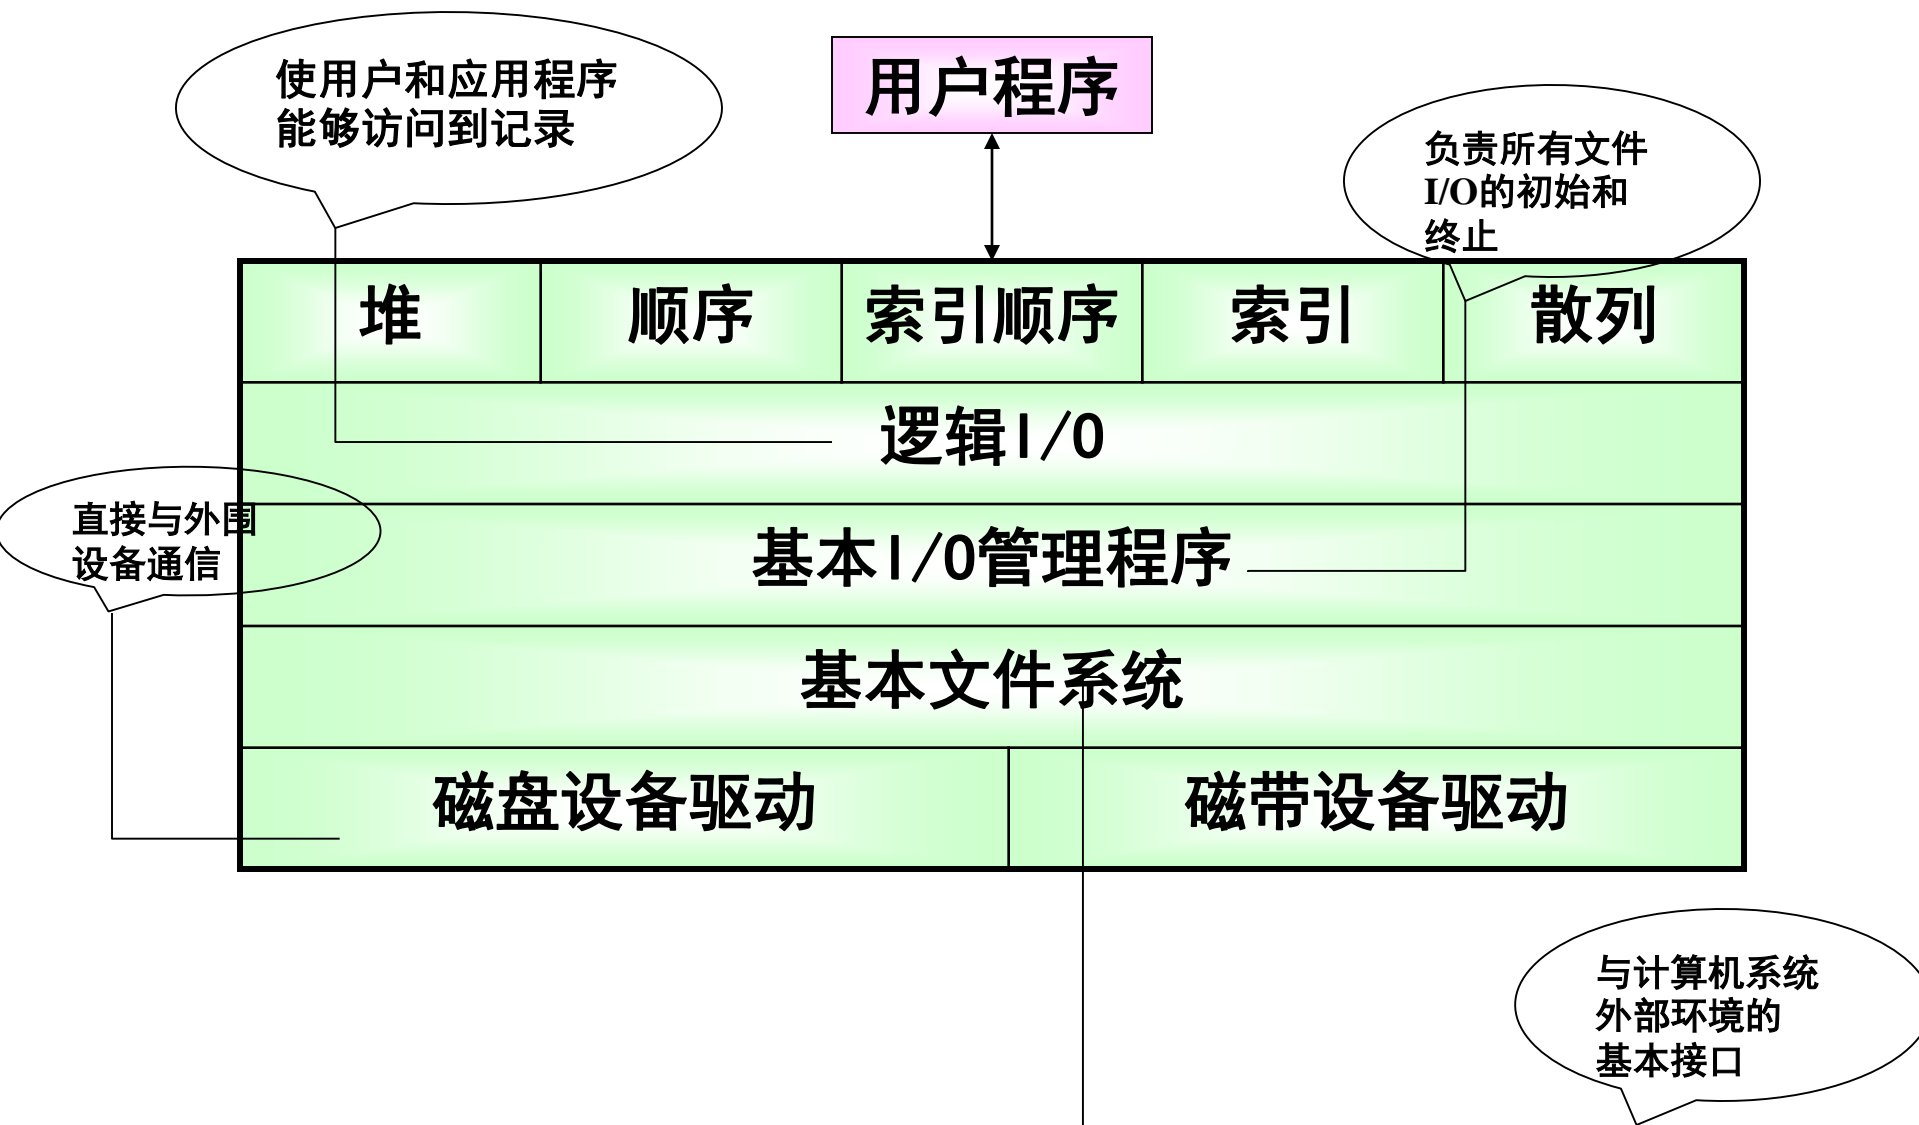 使用户和应用程序
能够访问到记录
用户程序
负责所有文件
I/O的初始和
终止
堆
顺序
索引顺序
索引
散列
逻辑I/O
直接与外围
设备通信
基本I/O管理程序
基本文件系统
磁盘设备驱动
磁带设备驱动
与计算机系统
外部环境的
基本接口